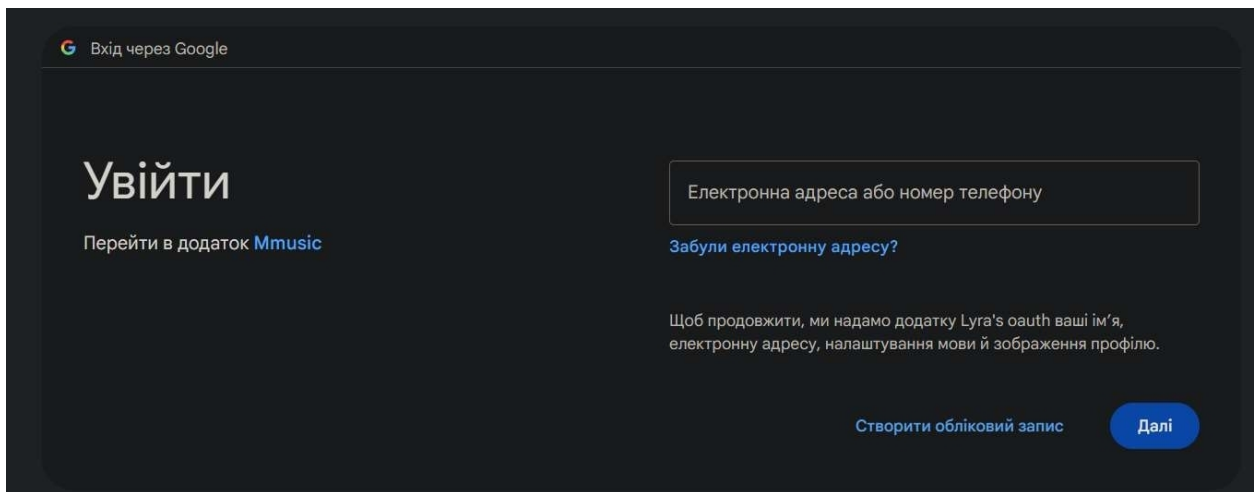 Вхід через Google
Увійти
Перейти в додаток Mmusic
Електронна адреса або номер телефону
Забули електронну адресу?
Щоб продовжити, ми надамо додатку Lyra's oauth ваші ім’я,
електронну адресу, налаштування мови й зображення профілю.
Створити обліковий запис
Далі